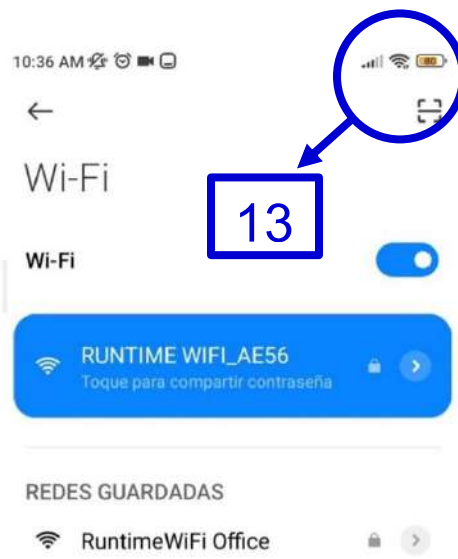 10:36 AM
80
Wi-Fi
13
Wi-Fi
RUNTIME WIFI_AE56
Toque para compartir contraseña
REDES GUARDADAS
RuntimeWiFi Office